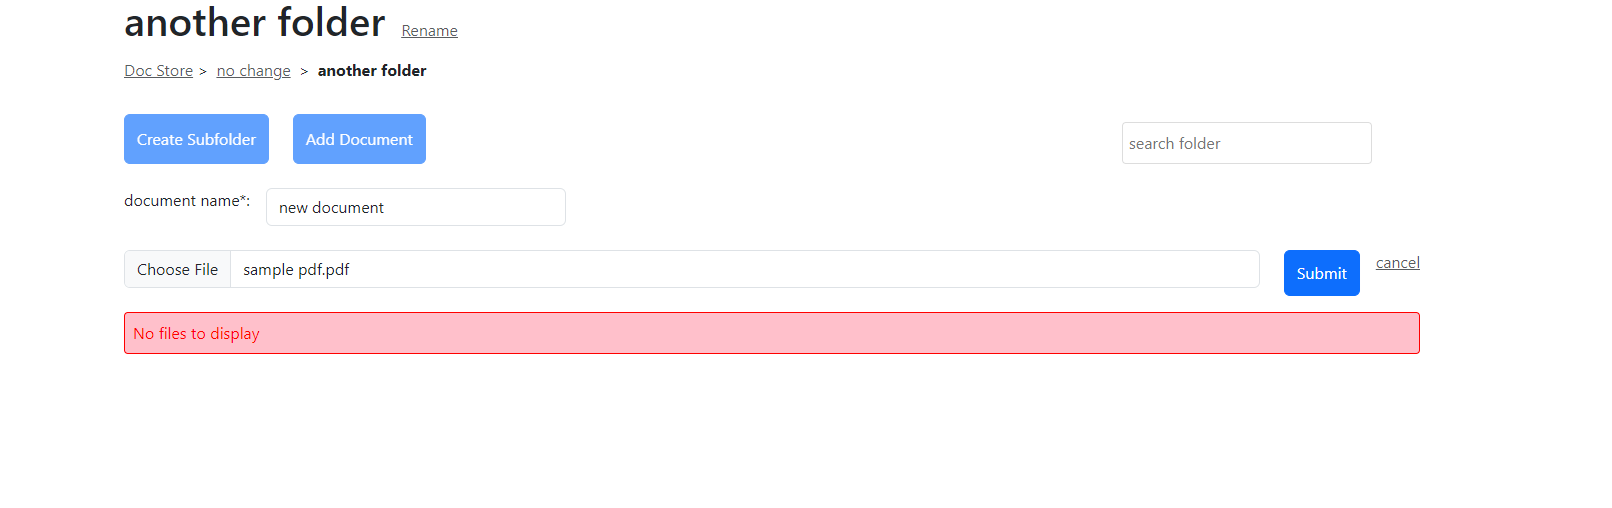 another folder Rename
Doc Store > no change > another folder
Create Subfolder Add Document search folder
document name*: new document
Choose File sample pdf.pdf Submit cancel
No files to display